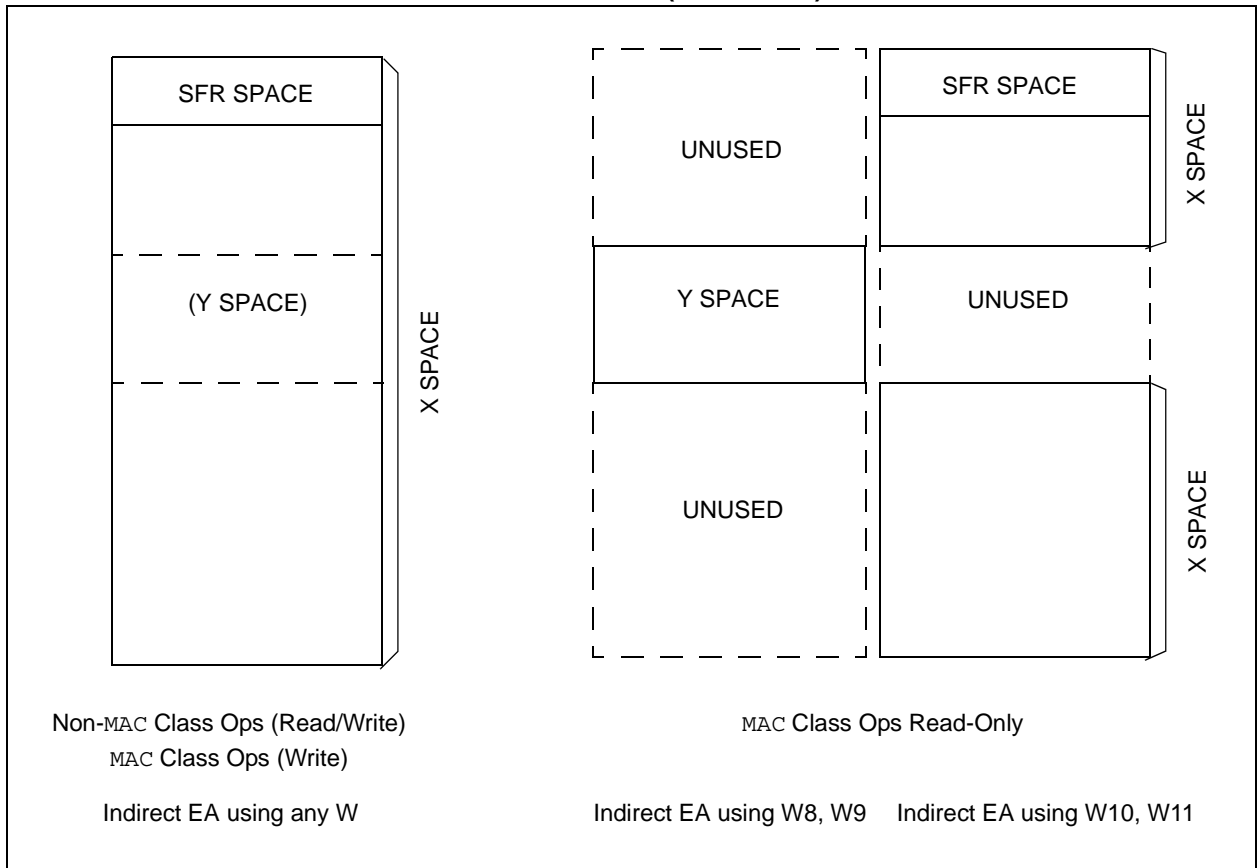 SFR SPACE
(Y SPACE)
X SPACE
UNUSED
Y SPACE
UNUSED
SFR SPACE
UNUSED
X SPACE
X SPACE
Non-MAC Class Ops (Read/Write)
MAC Class Ops (Write)
Indirect EA using any W
MAC Class Ops Read-Only
Indirect EA using W8, W9
Indirect EA using W10, W11